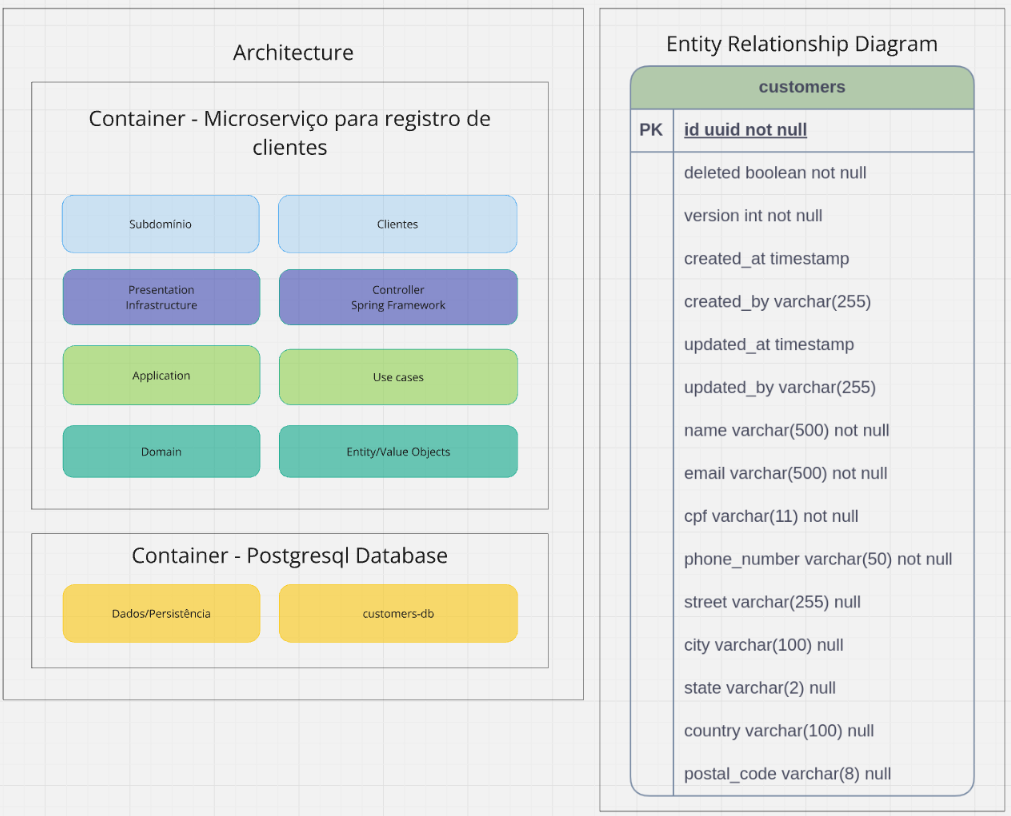 Architecture
Container - Microserviço para registro de
clientes
Subdomínio
Clientes
Presentation
Infrastructure
Controller
Spring Framework
Application
Use cases
Domain
Entity/Value Objects
Container - Postgresql Database
Dados/Persistência
customers-db
Entity Relationship Diagram
customers
PK id uuid not null
deleted boolean not null
version int not null
created_at timestamp
created_by varchar(255)
updated_at timestamp
updated_by varchar(255)
name varchar(500) not null
email varchar(500) not null
cpf varchar(11) not null
phone_number varchar(50) not null
street varchar(255) null
city varchar(100) null
state varchar(2) null
country varchar(100) null
postal_code varchar(8) null